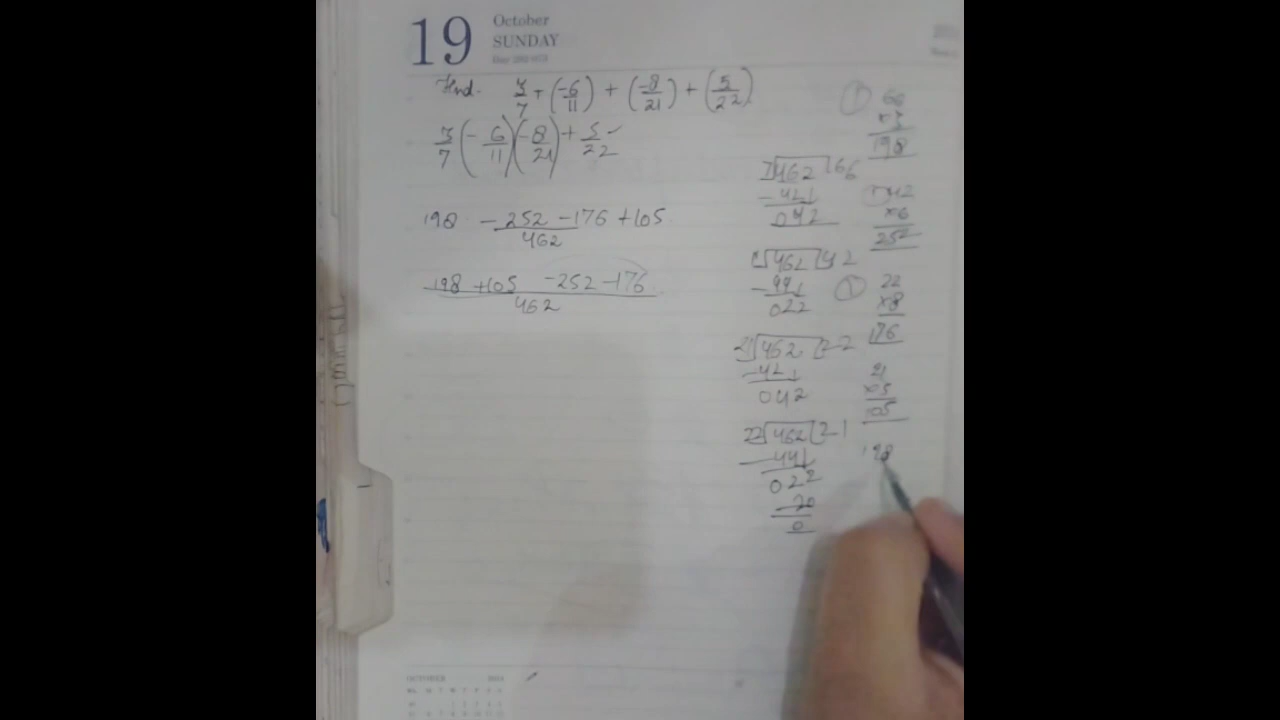 19
October
SUNDAY
Find. 3/7 + (-6/11) + (-8/21) + (5/22)
3/7 (-6/11)(-8/21) + 5/22
198 - 252 - 176 + 105
462
198 + 105 - 252 - 176
462
7 462 66
- 42
042
462 42
- 44
022
21 462 22
- 42
042
22 462 21
- 44
022
0
66
× 3
198
42
× 6
252
22
× 8
176
21
× 5
105
198
OCTOBER